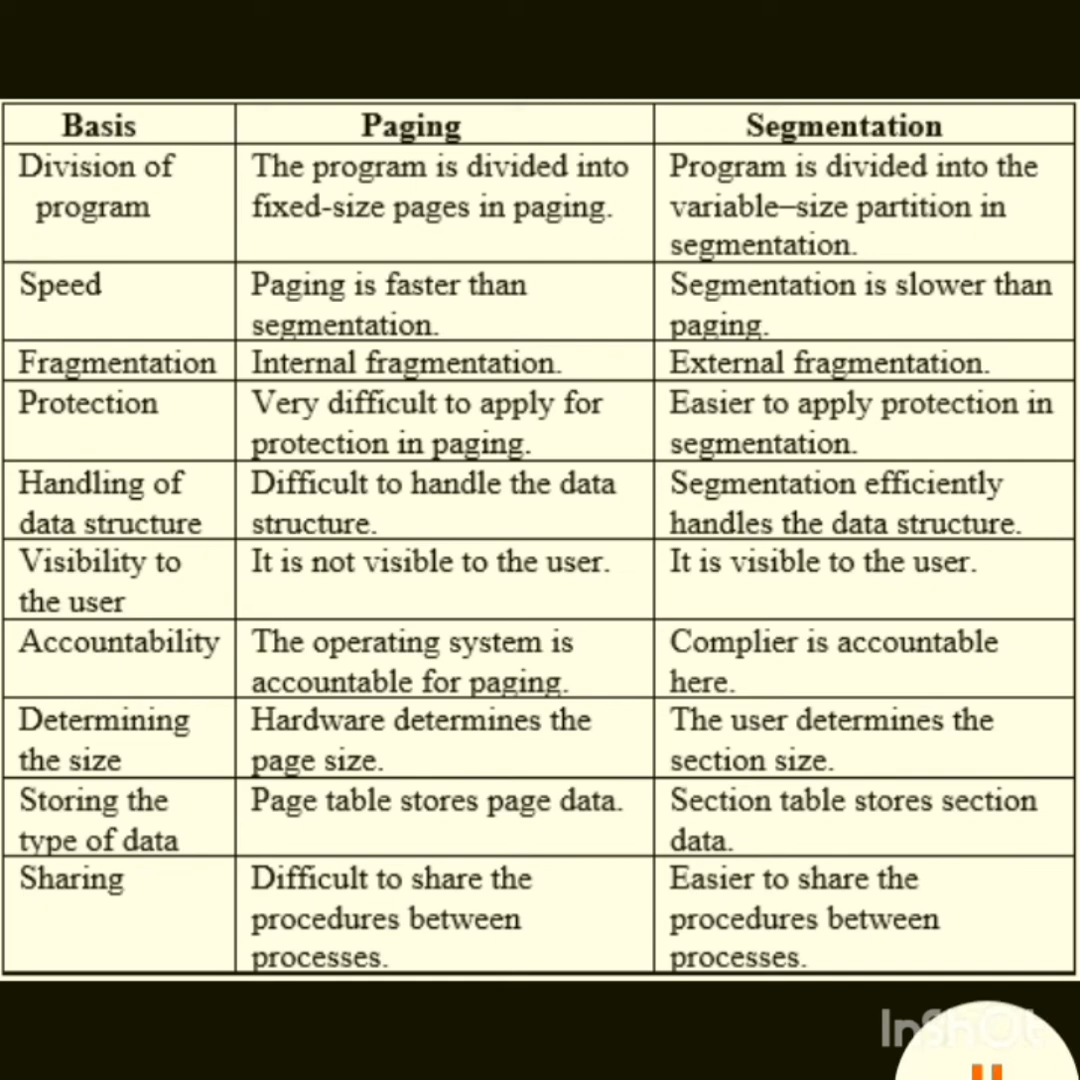 Basis Paging Segmentation
Division of The program is divided into Program is divided into the
program fixed-size pages in paging. variable–size partition in
segmentation.
Speed Paging is faster than Segmentation is slower than
segmentation. paging.
Fragmentation Internal fragmentation. External fragmentation.
Protection Very difficult to apply for Easier to apply protection in
protection in paging. segmentation.
Handling of Difficult to handle the data Segmentation efficiently
data structure structure. handles the data structure.
Visibility to It is not visible to the user. It is visible to the user.
the user
Accountability The operating system is Complier is accountable
accountable for paging. here.
Determining Hardware determines the The user determines the
the size page size. section size.
Storing the Page table stores page data. Section table stores section
type of data data.
Sharing Difficult to share the Easier to share the
procedures between procedures between
processes. processes.
InShOt